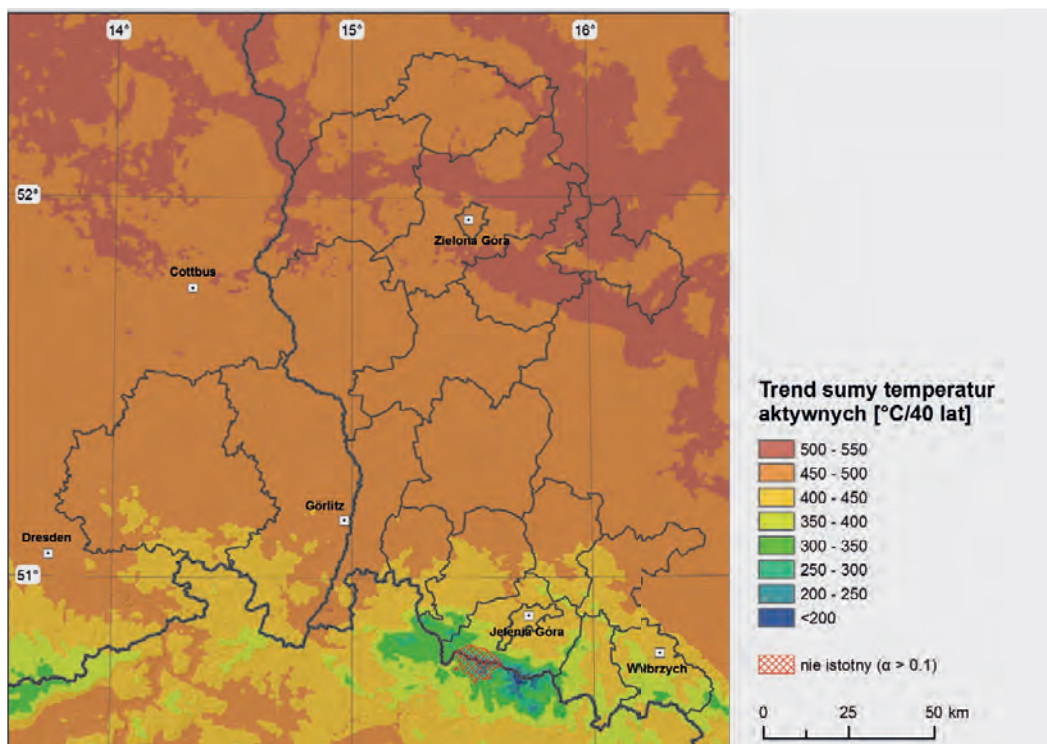 14°
15°
16°
52°
Zielona Góra
Cottbus
Görlitz
Dresden
51°
Jelenia Góra
Włbrzych
Trend sumy temperatur
aktywnych [°C/40 lat]
500 - 550
450 - 500
400 - 450
350 - 400
300 - 350
250 - 300
200 - 250
<200
nie istotny (α > 0.1)
0 25 50 km